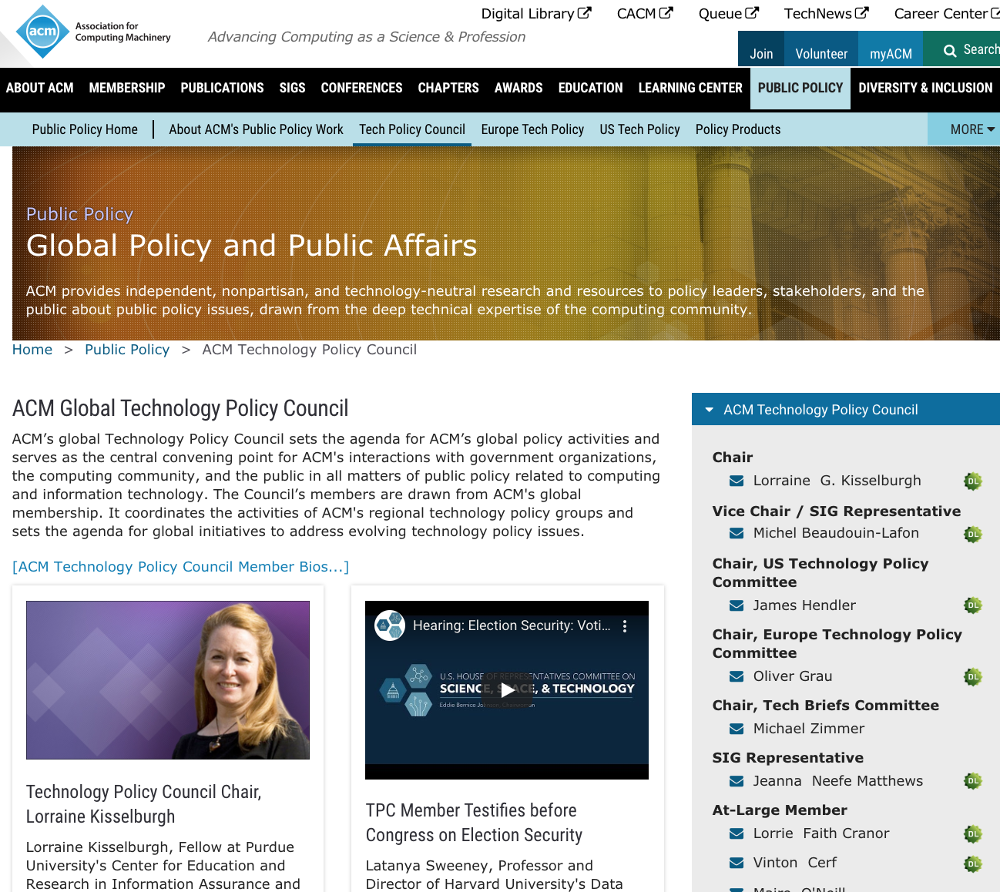 acm
Association for
Computing Machinery
Advancing Computing as a Science & Profession
Digital Library
CACM
Queue
TechNews
Career Center
Join
Volunteer
myACM
Search
ABOUT ACM
MEMBERSHIP
PUBLICATIONS
SIGS
CONFERENCES
CHAPTERS
AWARDS
EDUCATION
LEARNING CENTER
PUBLIC POLICY
DIVERSITY & INCLUSION
Public Policy Home
About ACM's Public Policy Work
Tech Policy Council
Europe Tech Policy
US Tech Policy
Policy Products
MORE
Public Policy
Global Policy and Public Affairs
ACM provides independent, nonpartisan, and technology-neutral research and resources to policy leaders, stakeholders, and the
public about public policy issues, drawn from the deep technical expertise of the computing community.
Home > Public Policy > ACM Technology Policy Council
ACM Global Technology Policy Council
ACM’s global Technology Policy Council sets the agenda for ACM’s global policy activities and
serves as the central convening point for ACM's interactions with government organizations,
the computing community, and the public in all matters of public policy related to computing
and information technology. The Council’s members are drawn from ACM's global
membership. It coordinates the activities of ACM's regional technology policy groups and
sets the agenda for global initiatives to address evolving technology policy issues.
[ACM Technology Policy Council Member Bios...]
Technology Policy Council Chair,
Lorraine Kisselburgh
Lorraine Kisselburgh, Fellow at Purdue
University's Center for Education and
Research in Information Assurance and
Hearing: Election Security: Voti...
U.S. HOUSE OF REPRESENTATIVES COMMITTEE ON
SCIENCE, SPACE, & TECHNOLOGY
Eddie Bernice Johnson, Chairwoman
TPC Member Testifies before
Congress on Election Security
Latanya Sweeney, Professor and
Director of Harvard University's Data
ACM Technology Policy Council
Chair
Lorraine G. Kisselburgh
DL
Vice Chair / SIG Representative
Michel Beaudouin-Lafon
DL
Chair, US Technology Policy
Committee
James Hendler
DL
Chair, Europe Technology Policy
Committee
Oliver Grau
DL
Chair, Tech Briefs Committee
Michael Zimmer
SIG Representative
Jeanna Neefe Matthews
DL
At-Large Member
Lorrie Faith Cranor
DL
Vinton Cerf
DL
Maire O'Neill